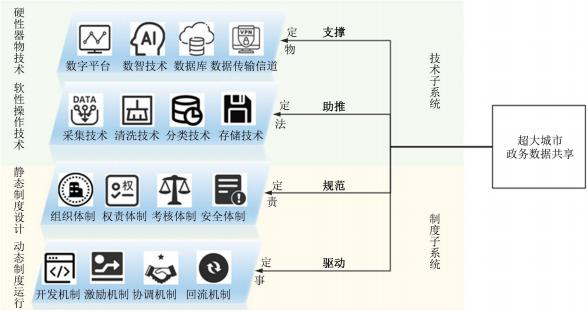 硬性器物技术
数字平台 数智技术 数据库 数据传输信道
VPN
AI
定物
支撑
软性操作技术
DATA
采集技术 清洗技术 分类技术 存储技术
定法
助推
技术子系统
静态制度设计
权
组织体制 权责体制 考核体制 安全体制
定责
规范
动态制度运行
开发机制 激励机制 协调机制 回流机制
定事
驱动
制度子系统
超大城市
政务数据共享